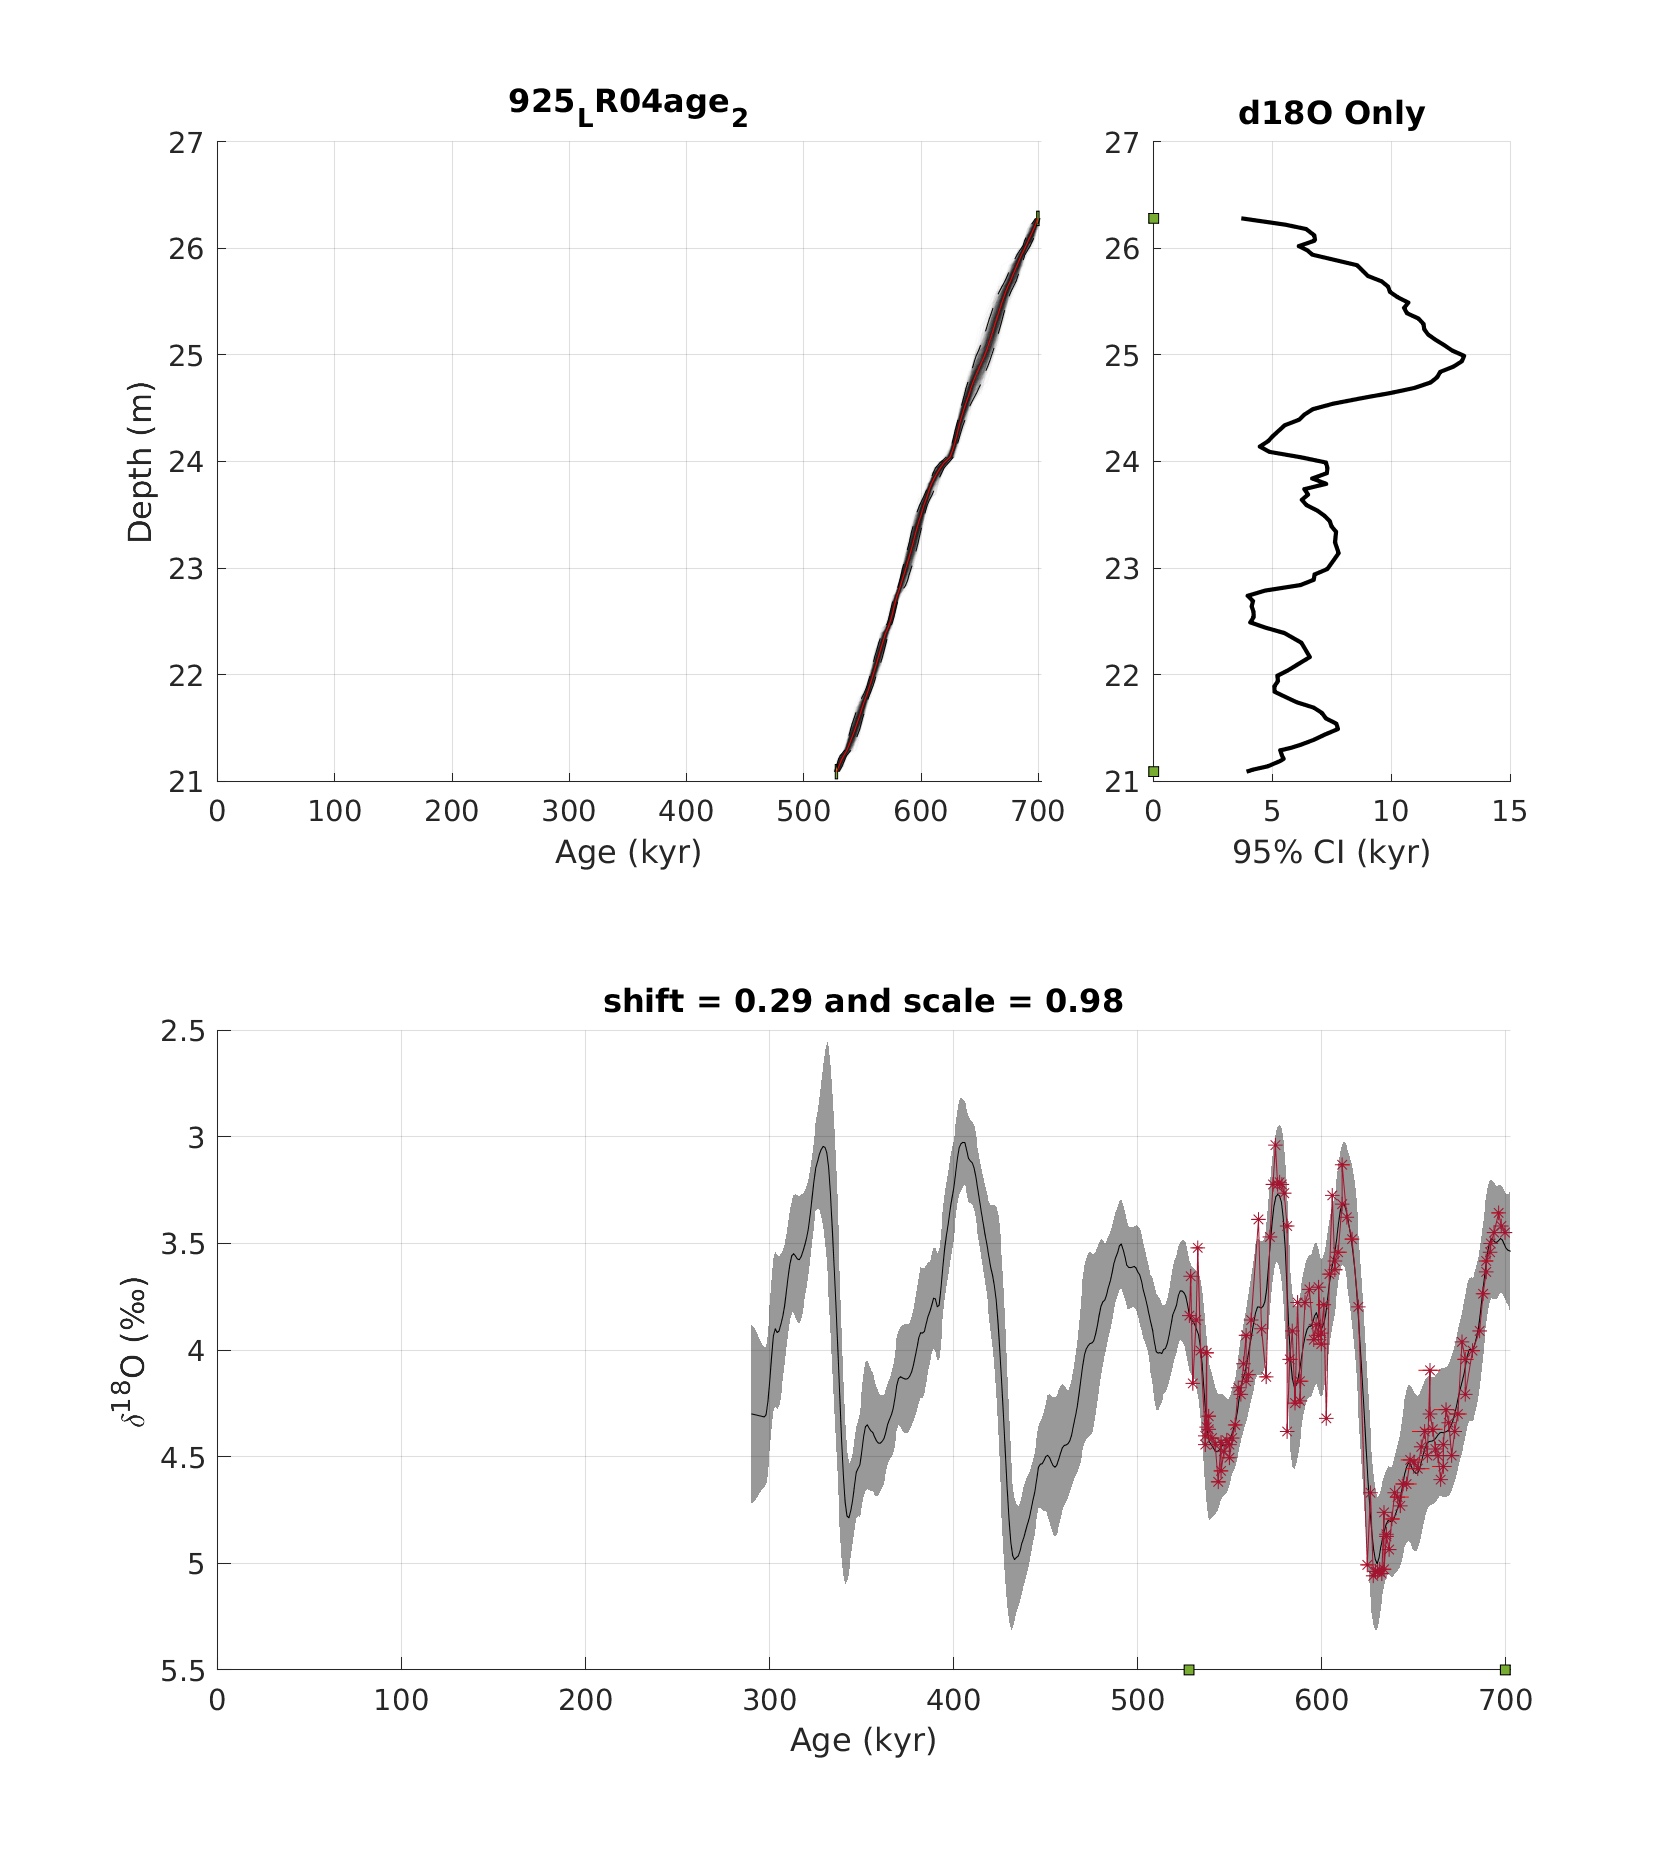 925_LR04age_2
27
26
25
24
23
22
21
Depth (m)
0 100 200 300 400 500 600 700
Age (kyr)
d18O Only
27
26
25
24
23
22
21
0 5 10 15
95% CI (kyr)
shift = 0.29 and scale = 0.98
2.5
3
3.5
4
4.5
5
5.5
δ¹⁸O (‰)
0 100 200 300 400 500 600 700
Age (kyr)